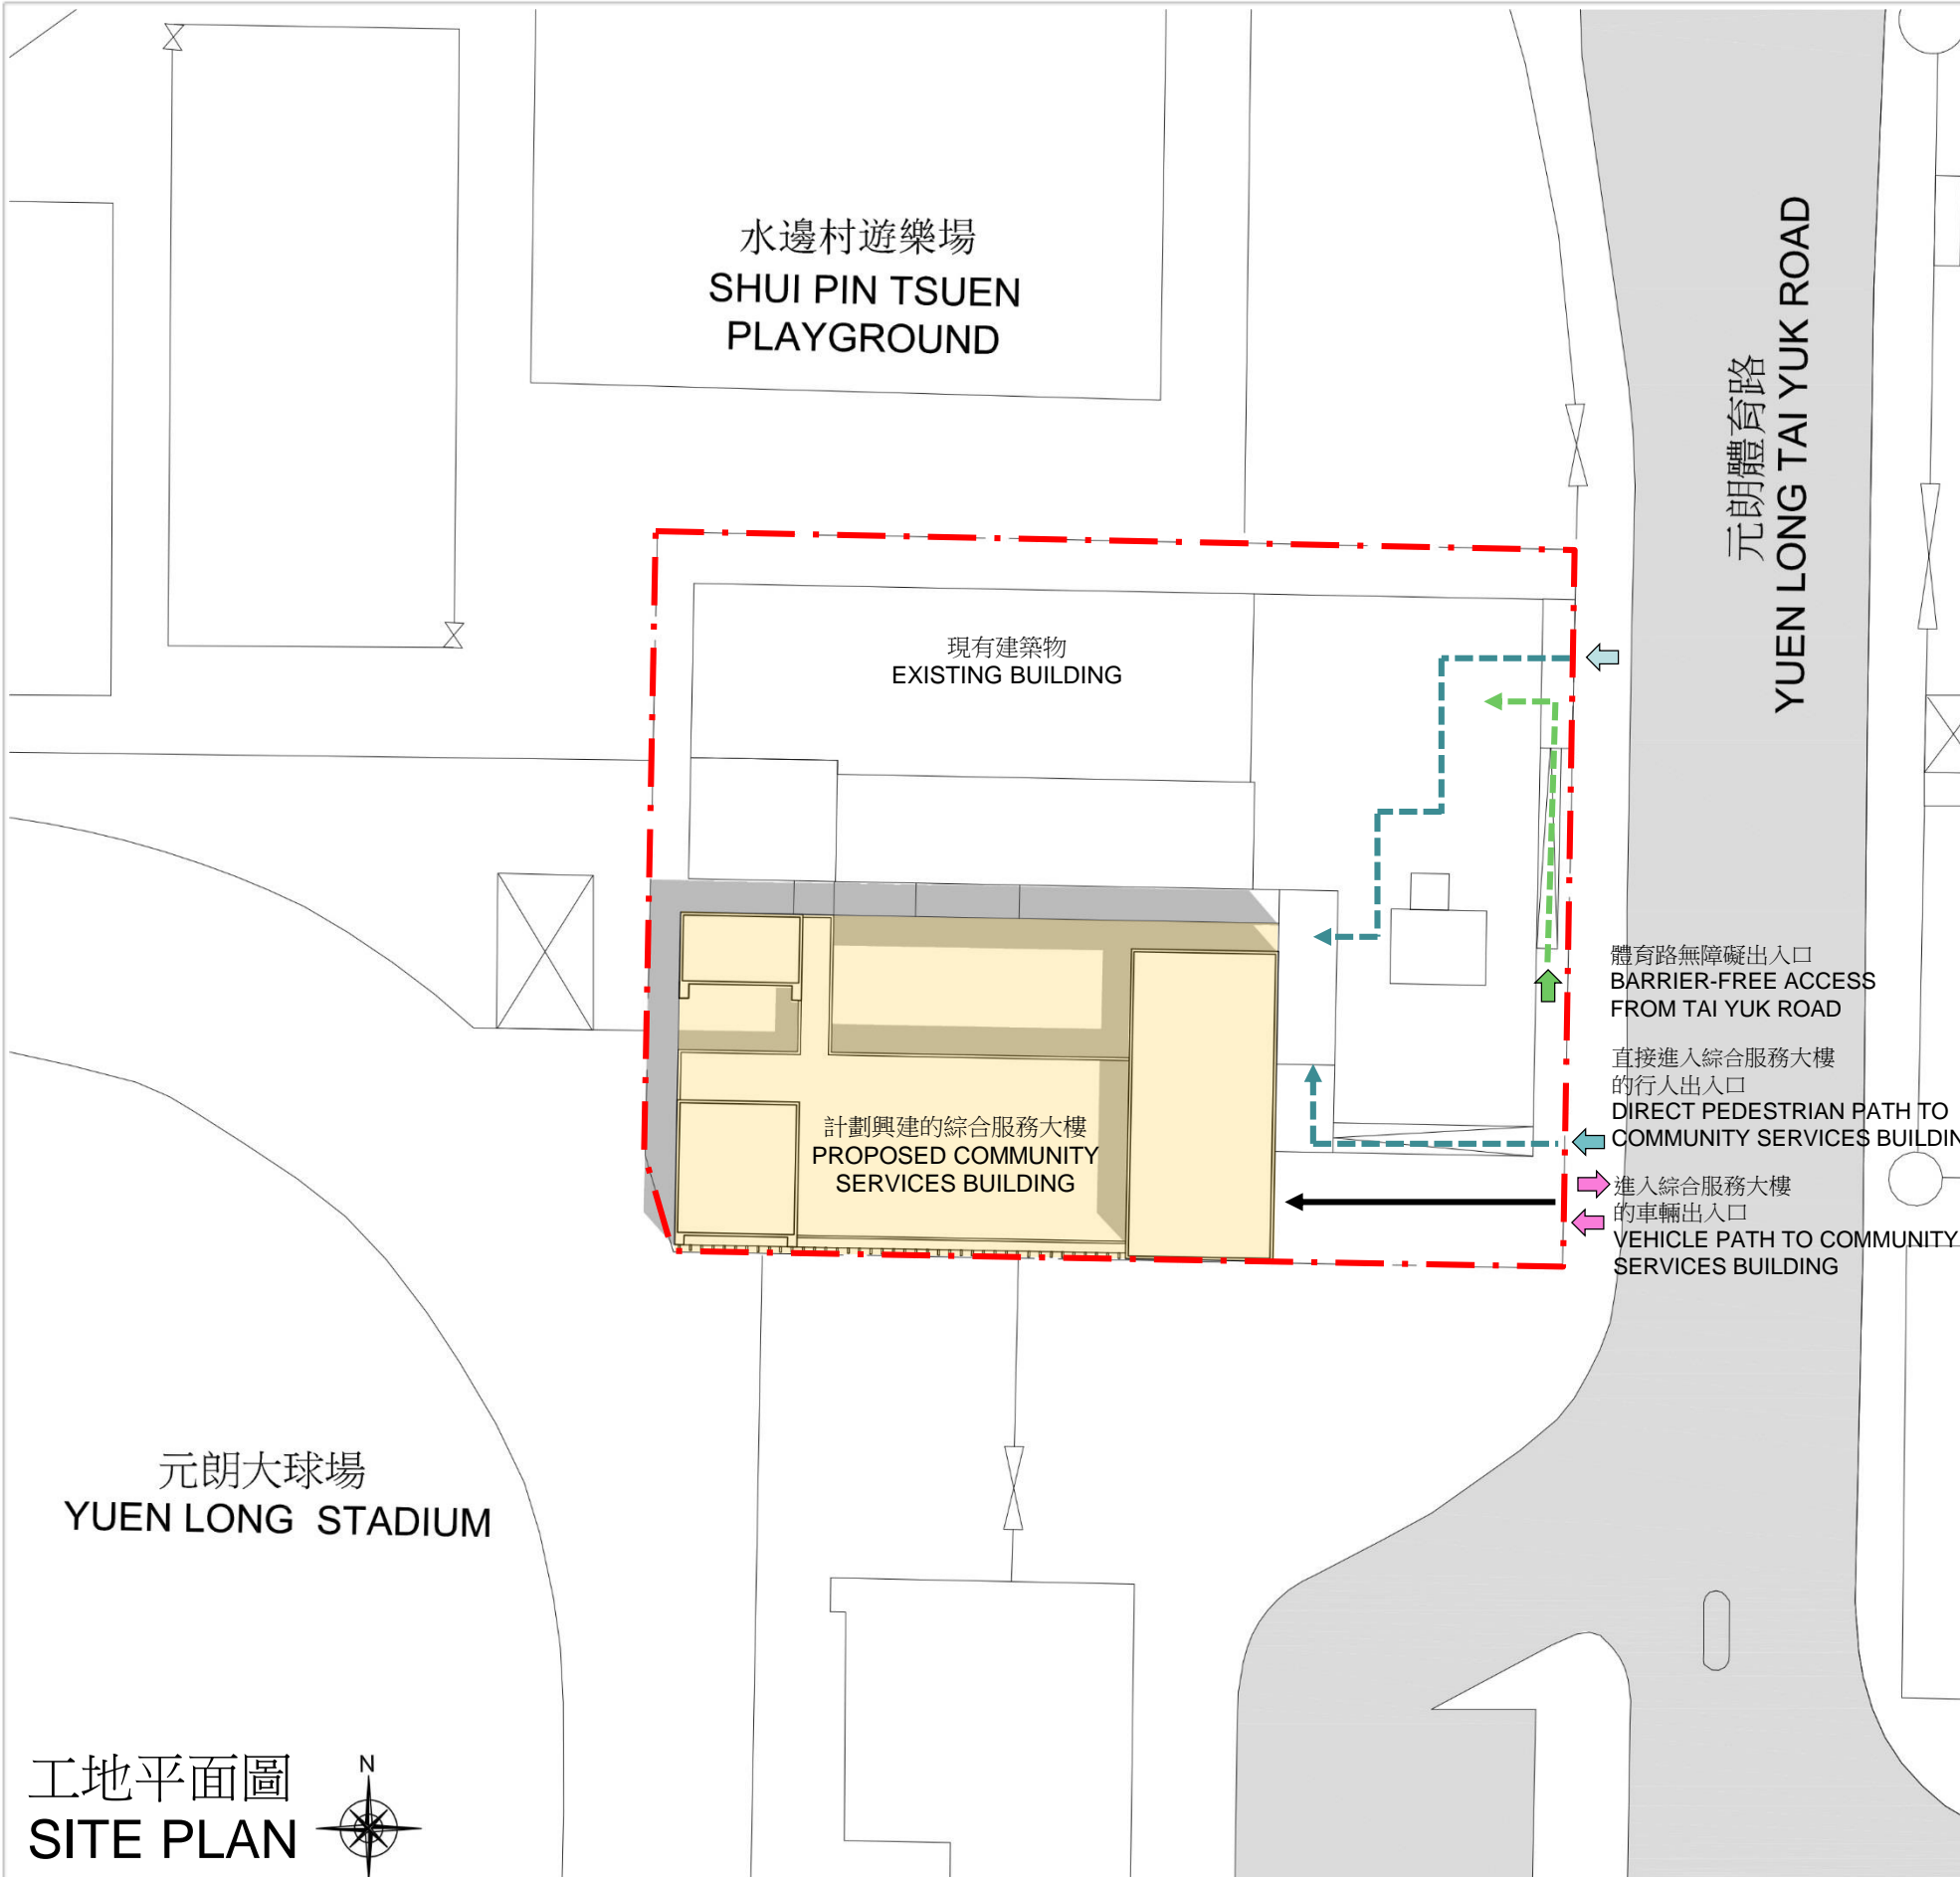 水邊村遊樂場
SHUI PIN TSUEN
PLAYGROUND
元朗體育路
YUEN LONG TAI YUK ROAD
現有建築物
EXISTING BUILDING
體育路無障礙出入口
BARRIER-FREE ACCESS
FROM TAI YUK ROAD
直接進入綜合服務大樓
的行人出入口
DIRECT PEDESTRIAN PATH TO
COMMUNITY SERVICES BUILDIN
計劃興建的綜合服務大樓
PROPOSED COMMUNITY
SERVICES BUILDING
進入綜合服務大樓
的車輛出入口
VEHICLE PATH TO COMMUNITY
SERVICES BUILDING
元朗大球場
YUEN LONG STADIUM
工地平面圖
SITE PLAN
N